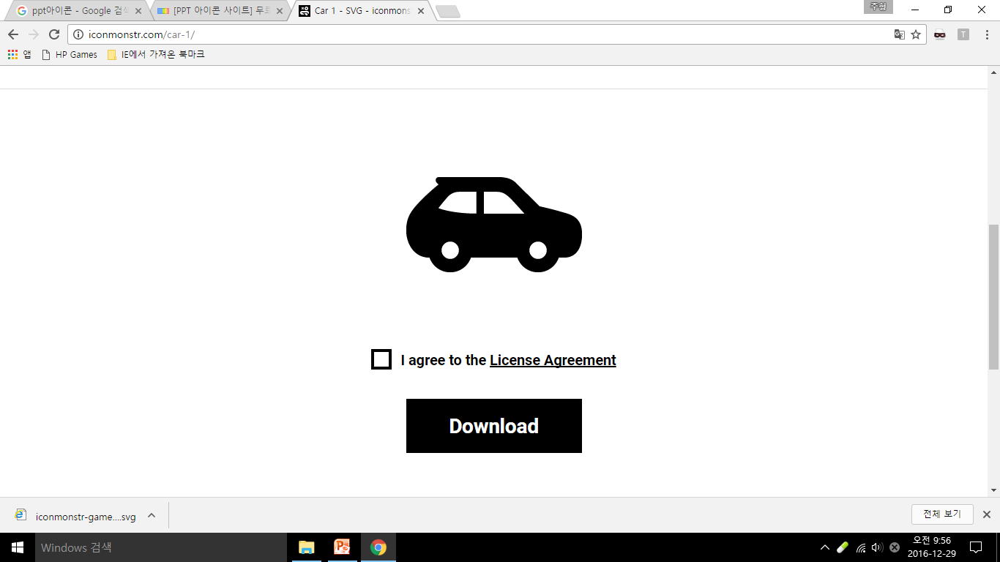 ppt아이콘 - Google 검색
[PPT 아이콘 사이트] 무료
Car 1 - SVG - iconmons
주형
iconmonstr.com/car-1/
T
앱
HP Games
IE에서 가져온 북마크
I agree to the License Agreement
Download
iconmonstr-game....svg
전체 보기
Windows 검색
오전 9:56
2016-12-29